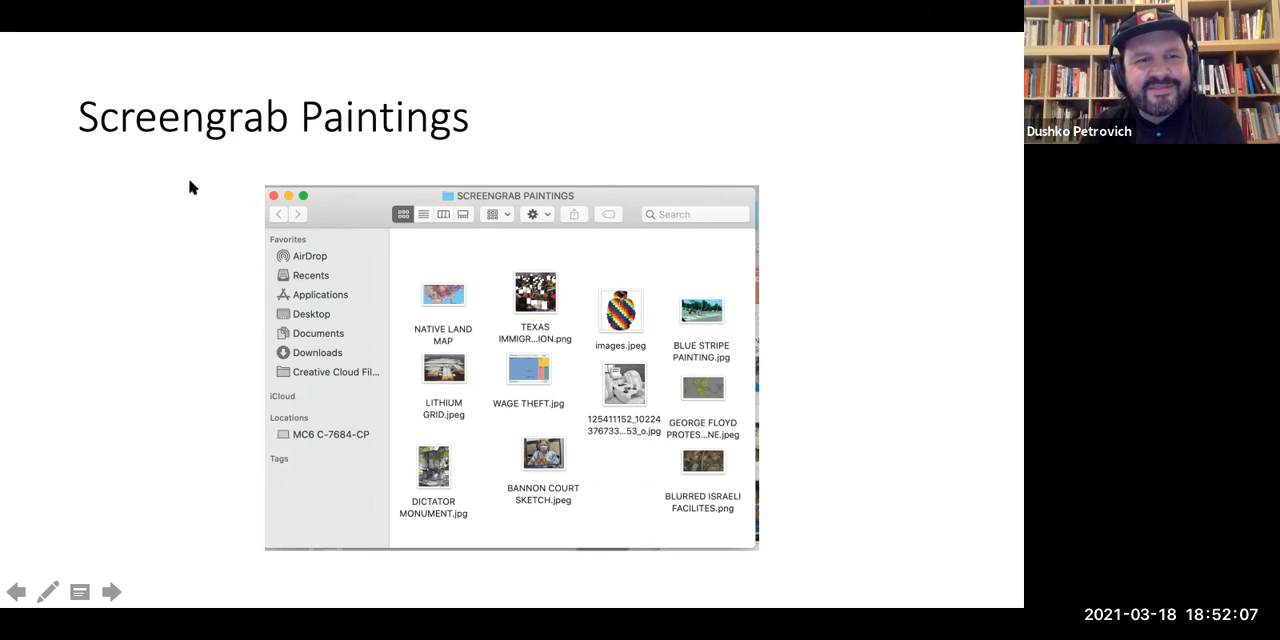 Screengrab Paintings
SCREENGRAB PAINTINGS
Search
Favorites
AirDrop
Recents
Applications
Desktop
Documents
Downloads
Creative Cloud Fil...
iCloud
Locations
MC6 C-7684-CP
Tags
NATIVE LAND
MAP
TEXAS
IMMIGR...ION.png
images.jpeg
BLUE STRIPE
PAINTING.jpg
LITHIUM
GRID.jpeg
WAGE THEFT.jpg
125411152_10224
376733...53_o.jpg
GEORGE FLOYD
PROTES...NE.jpeg
DICTATOR
MONUMENT.jpg
BANNON COURT
SKETCH.jpeg
BLURRED ISRAELI
FACILITES.png
Dushko Petrovich
2021-03-18 18:52:07